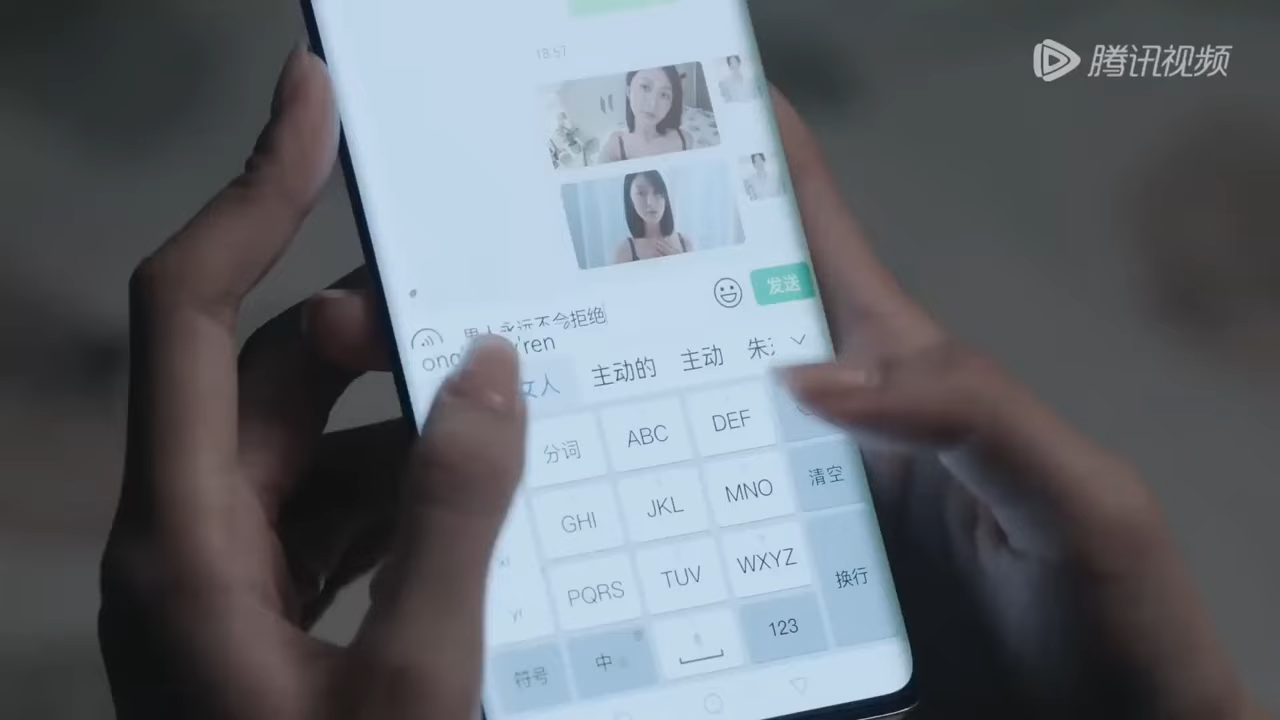 腾讯视频
18:57
发送
男人永远不会拒绝
女人 主动的 主动
分词 ABC DEF
GHI JKL MNO 清空
PQRS TUV WXYZ 换行
符号 中 123